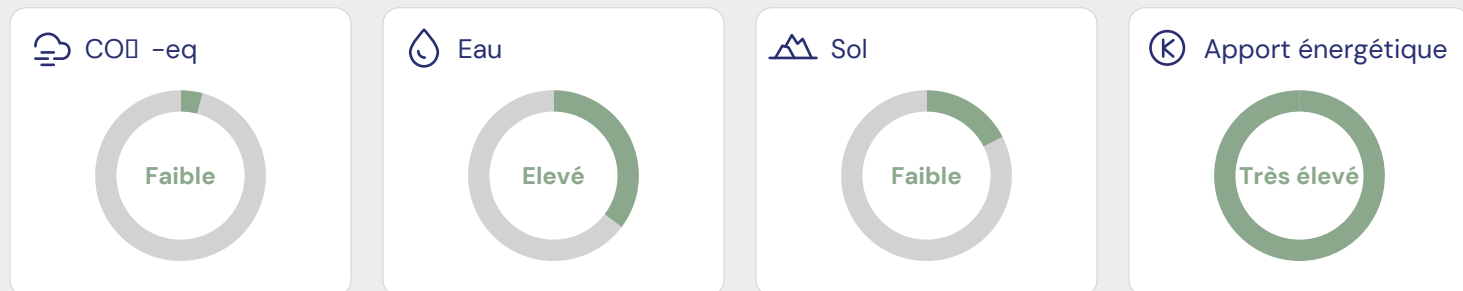 CO▯ -eq
Eau
Sol
Apport énergétique
Faible
Elevé
Faible
Très élevé